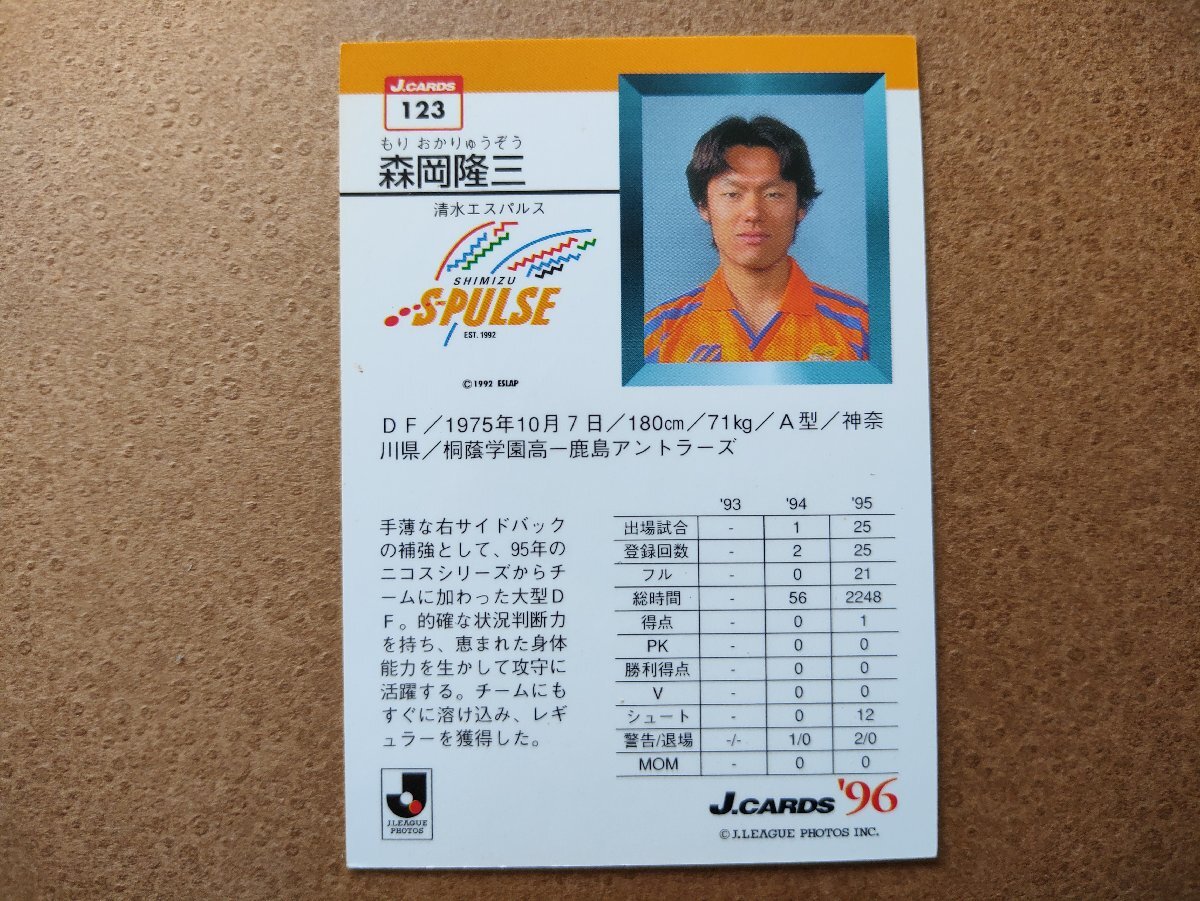 J.CARDS
123
もり おかりゅうぞう
森岡隆三
清水エスパルス
SHIMIZU
S-PULSE
EST. 1992
©1992 ESLAP
DF／1975年10月7日／180cm／71kg／A型／神奈
川県／桐蔭学園高ー鹿島アントラーズ
手薄な右サイドバック
の補強として、95年の
ニコスシリーズからチ
ームに加わった大型D
F。的確な状況判断力
を持ち、恵まれた身体
能力を生かして攻守に
活躍する。チームにも
すぐに溶け込み、レギ
ュラーを獲得した。
'93 '94 '95
出場試合 - 1 25
登録回数 - 2 25
フル - 0 21
総時間 - 56 2248
得点 - 0 1
PK - 0 0
勝利得点 - 0 0
V - 0 0
シュート - 0 12
警告/退場 -/- 1/0 2/0
MOM - 0 0
J.LEAGUE
PHOTOS
J.CARDS '96
©J.LEAGUE PHOTOS INC.